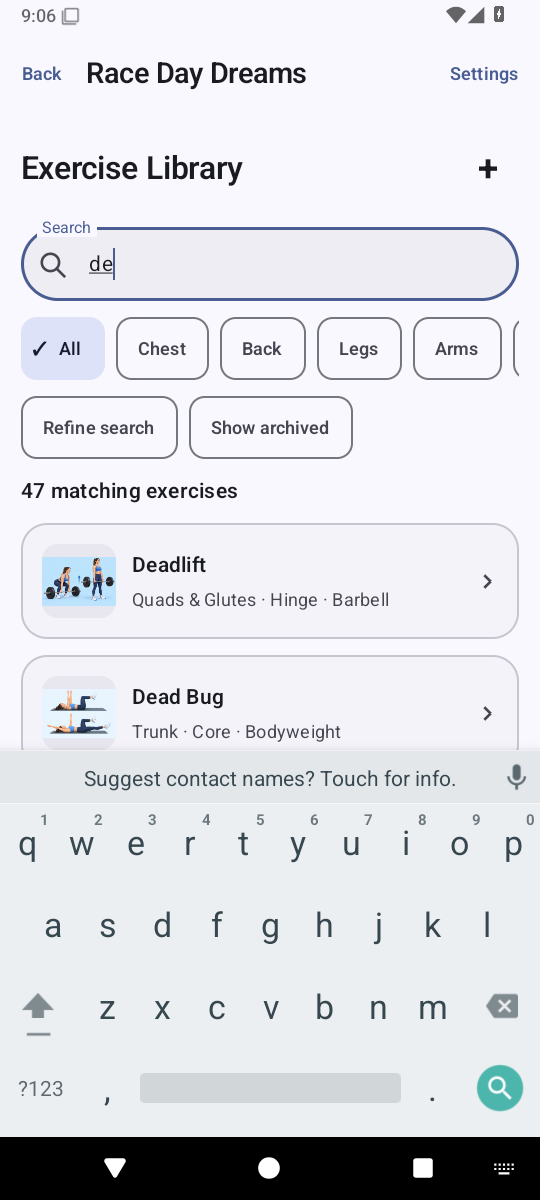 9:06
Back Race Day Dreams Settings
Exercise Library +
Search
de
✓ All Chest Back Legs Arms
Refine search Show archived
47 matching exercises
Deadlift
Quads & Glutes · Hinge · Barbell
Dead Bug
Trunk · Core · Bodyweight
Suggest contact names? Touch for info.
1 2 3 4 5 6 7 8 9 0
q w e r t y u i o p
a s d f g h j k l
z x c v b n m
?123 , .